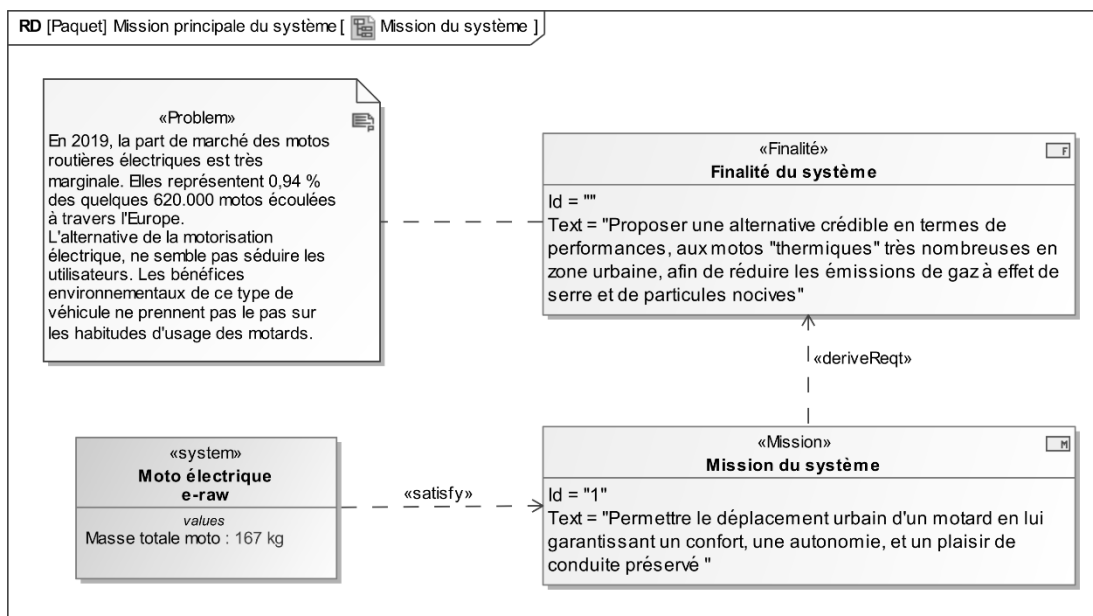 RD [Paquet] Mission principale du système [ Mission du système ]
«Problem»
En 2019, la part de marché des motos
routières électriques est très
marginale. Elles représentent 0,94 %
des quelques 620.000 motos écoulées
à travers l'Europe.
L'alternative de la motorisation
électrique, ne semble pas séduire les
utilisateurs. Les bénéfices
environnementaux de ce type de
véhicule ne prennent pas le pas sur
les habitudes d'usage des motards.
«Finalité»
F
Finalité du système
Id = ""
Text = "Proposer une alternative crédible en termes de
performances, aux motos "thermiques" très nombreuses en
zone urbaine, afin de réduire les émissions de gaz à effet de
serre et de particules nocives"
«deriveReqt»
«system»
Moto électrique
e-raw
values
Masse totale moto : 167 kg
«satisfy»
«Mission»
M
Mission du système
Id = "1"
Text = "Permettre le déplacement urbain d'un motard en lui
garantissant un confort, une autonomie, et un plaisir de
conduite préservé "